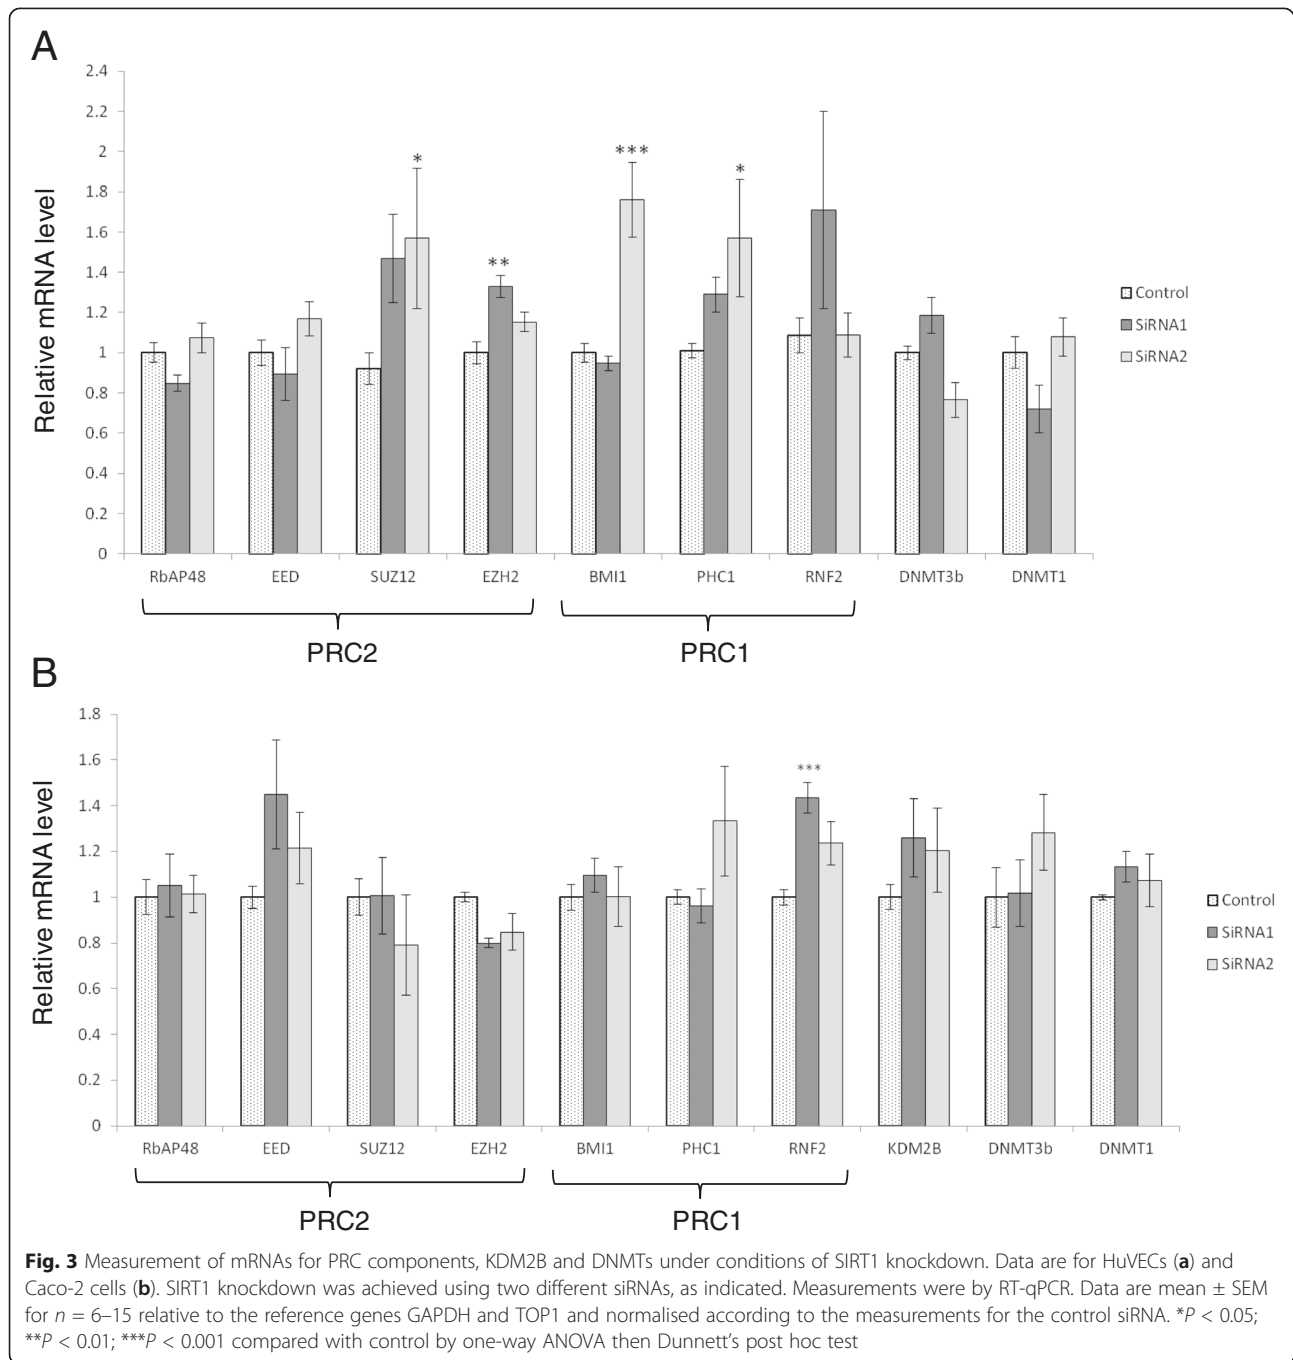 A
2.4
2.2
2
1.8
1.6
1.4
1.2
1
0.8
0.6
0.4
0.2
0
Relative mRNA level
*
**
***
*
Control
SiRNA1
SiRNA2
RbAP48 EED SUZ12 EZH2 BMI1 PHC1 RNF2 DNMT3b DNMT1
PRC2 PRC1
B
1.8
1.6
1.4
1.2
1
0.8
0.6
0.4
0.2
0
Relative mRNA level
***
Control
SiRNA1
SiRNA2
RbAP48 EED SUZ12 EZH2 BMI1 PHC1 RNF2 KDM2B DNMT3b DNMT1
PRC2 PRC1
Fig. 3 Measurement of mRNAs for PRC components, KDM2B and DNMTs under conditions of SIRT1 knockdown. Data are for HuVECs (a) and
Caco-2 cells (b). SIRT1 knockdown was achieved using two different siRNAs, as indicated. Measurements were by RT-qPCR. Data are mean ± SEM
for n = 6–15 relative to the reference genes GAPDH and TOP1 and normalised according to the measurements for the control siRNA. *P < 0.05;
**P < 0.01; ***P < 0.001 compared with control by one-way ANOVA then Dunnett's post hoc test